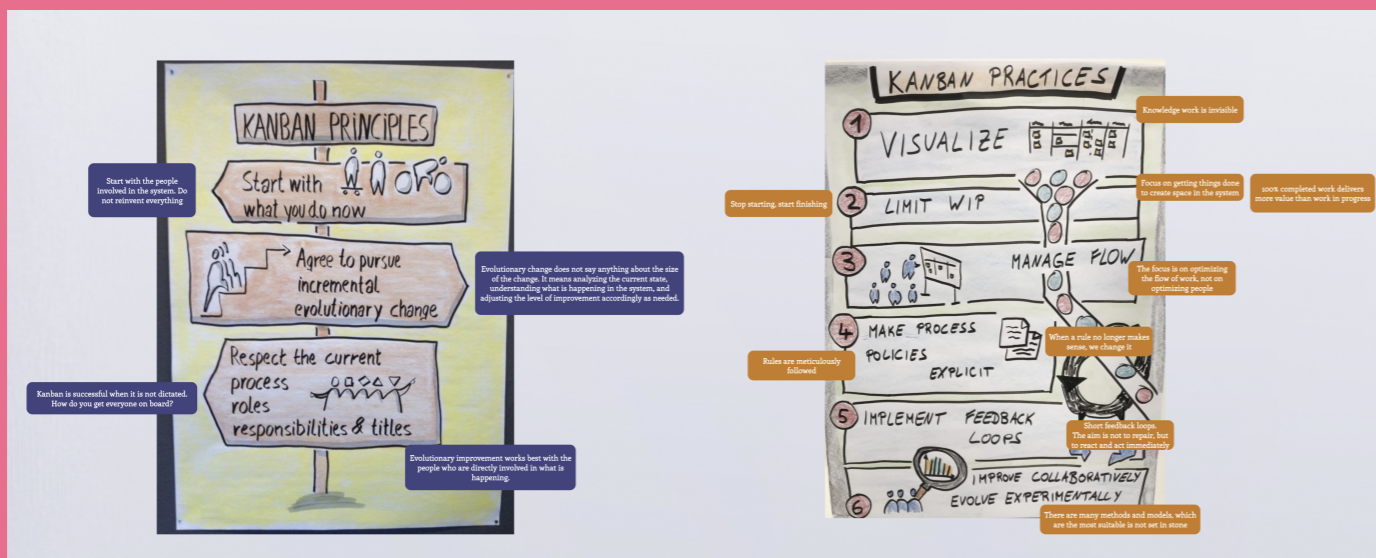 KANBAN PRINCIPLES
Start with the people
involved in the system. Do
not reinvent everything
Start with
what you do now
Agree to pursue
incremental
evolutionary change
Evolutionary change does not say anything about the size
of the change. It means analyzing the current state,
understanding what is happening in the system, and
adjusting the level of improvement accordingly as needed.
Respect the current
process
roles
responsibilities & titles
Kanban is successful when it is not dictated.
How do you get everyone on board?
Evolutionary improvement works best with the
people who are directly involved in what is
happening.
KANBAN PRACTICES
Knowledge work is invisible
1
VISUALIZE
Focus on getting things done
to create space in the system
100% completed work delivers
more value than work in progress
Stop starting, start finishing
2
LIMIT WIP
3
MANAGE FLOW
The focus is on optimizing
the flow of work, not on
optimizing people
4
MAKE PROCESS
POLICIES
EXPLICIT
When a rule no longer makes
sense, we change it
Rules are meticulously
followed
5
IMPLEMENT FEEDBACK
LOOPS
Short feedback loops.
The aim is not to repair, but
to react and act immediately
6
IMPROVE COLLABORATIVELY
EVOLVE EXPERIMENTALLY
There are many methods and models, which
are the most suitable is not set in stone